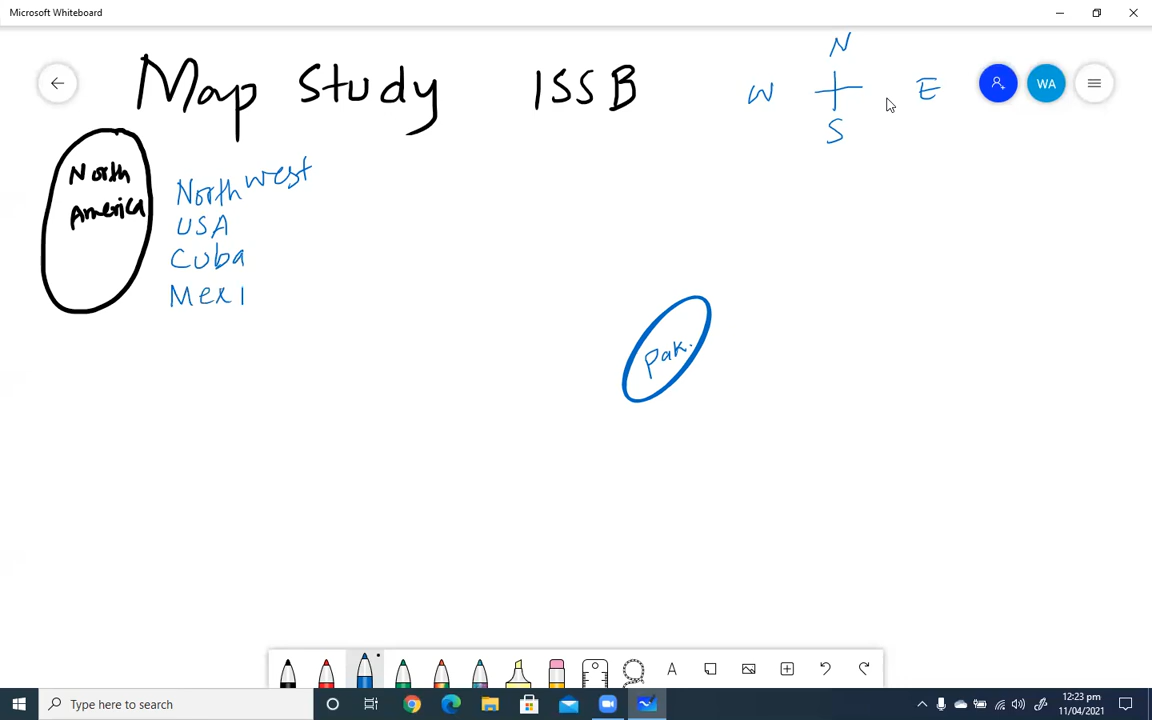 Microsoft Whiteboard
Map Study ISSB
N
W E
S
WA
North
America
Northwest
USA
Cuba
Mexi
Pak.
A
Type here to search
12:23 pm
11/04/2021